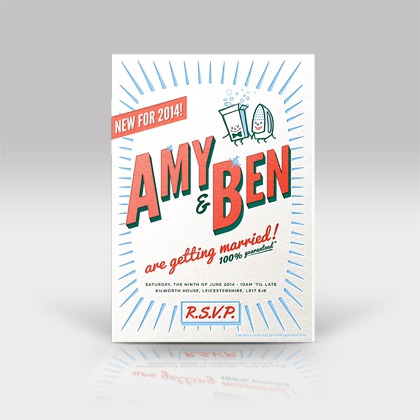 NEW FOR 2014!
AMY
& BEN
are getting married!
100% guaranteed*
SATURDAY, THE NINTH OF JUNE 2014 - 10AM 'TIL LATE
KILWORTH HOUSE, LEICESTERSHIRE, LE17 6JE
R.S.V.P.